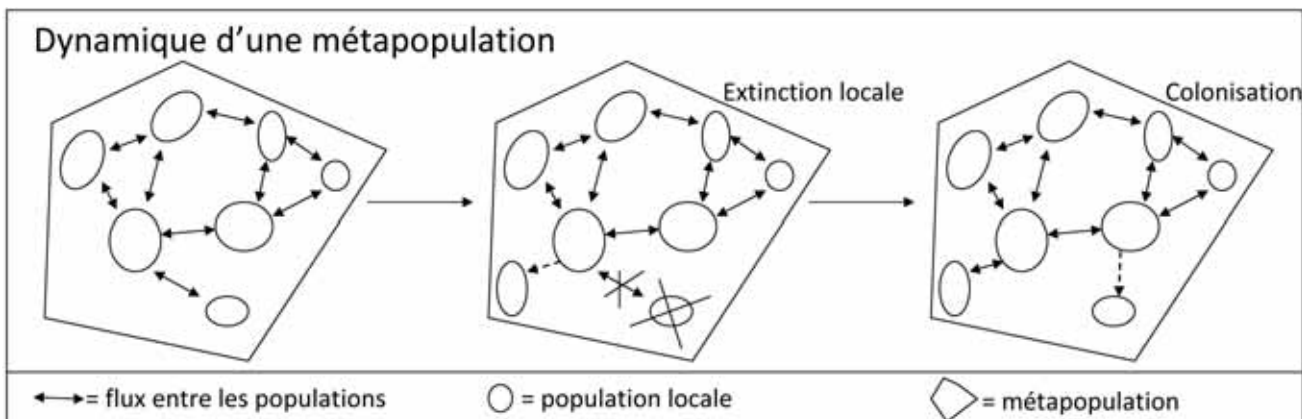 Dynamique d’une métapopulation
Extinction locale
Colonisation
= flux entre les populations
= population locale
= métapopulation